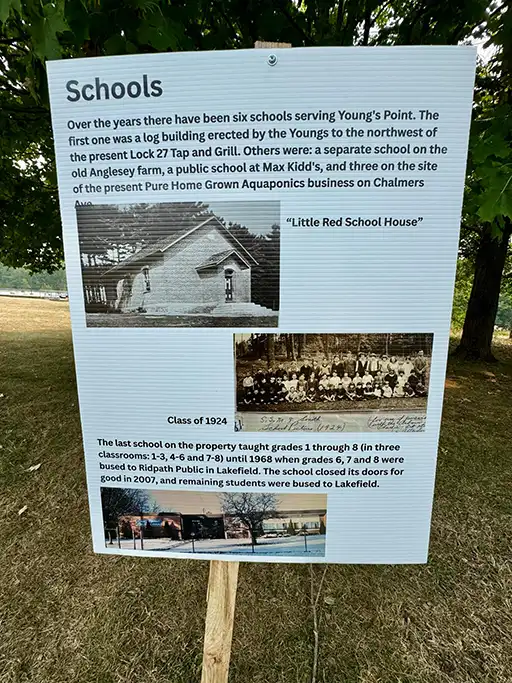 Schools
Over the years there have been six schools serving Young's Point. The
first one was a log building erected by the Youngs to the northwest of
the present Lock 27 Tap and Grill. Others were: a separate school on the
old Anglesey farm, a public school at Max Kidd's, and three on the site
of the present Pure Home Grown Aquaponics business on Chalmers
Ave.
"Little Red School House"
Class of 1924
The last school on the property taught grades 1 through 8 (in three
classrooms: 1-3, 4-6 and 7-8) until 1968 when grades 6, 7 and 8 were
bused to Ridpath Public in Lakefield. The school closed its doors for
good in 2007, and remaining students were bused to Lakefield.